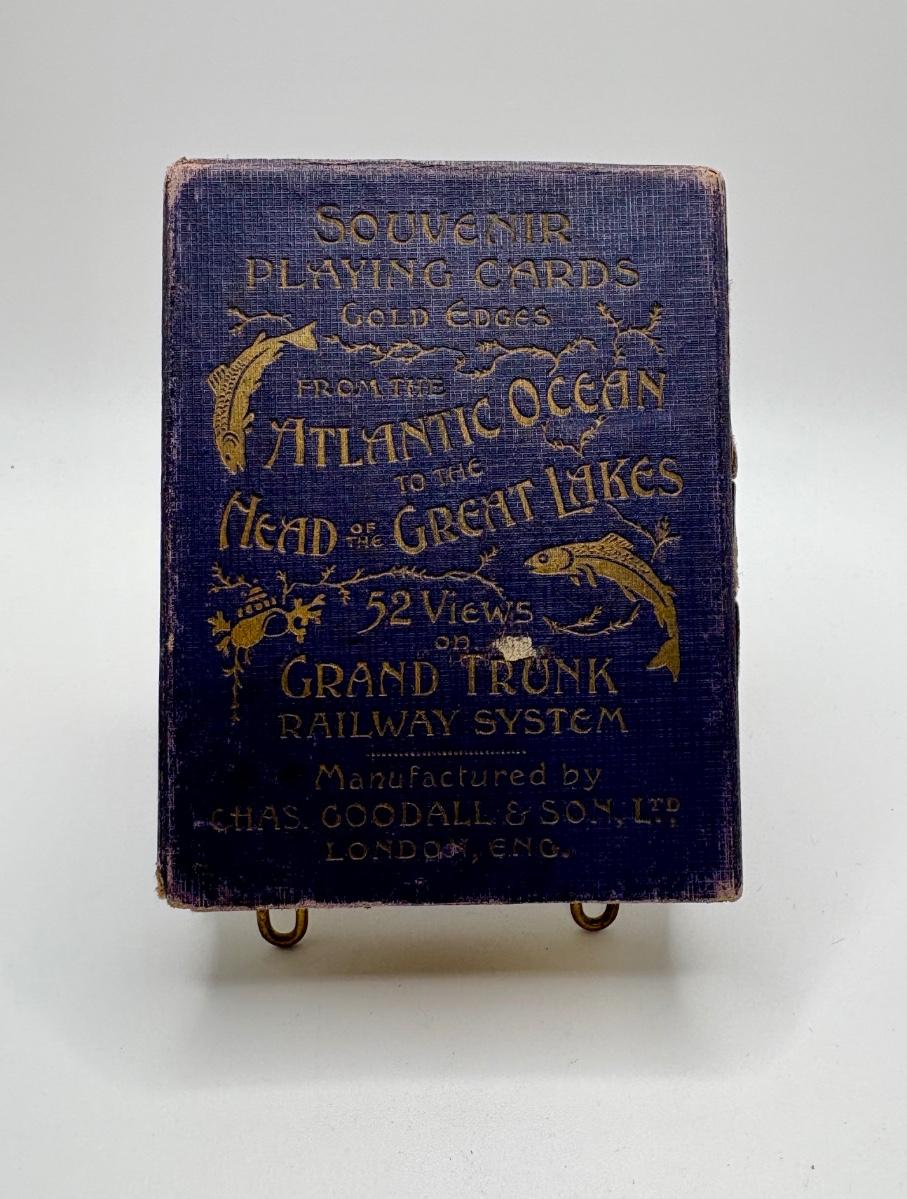 SOUVENIR
PLAYING CARDS
GOLD EDGES
FROM THE
ATLANTIC OCEAN
TO THE
HEAD OF THE GREAT LAKES
52 VIEWS
on
GRAND TRUNK
RAILWAY SYSTEM
Manufactured by
CHAS. GOODALL & SON, LTD
LONDON, ENG.